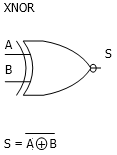 XNOR
A
S
B
S = A̅ ̅⊕̅ ̅B̅